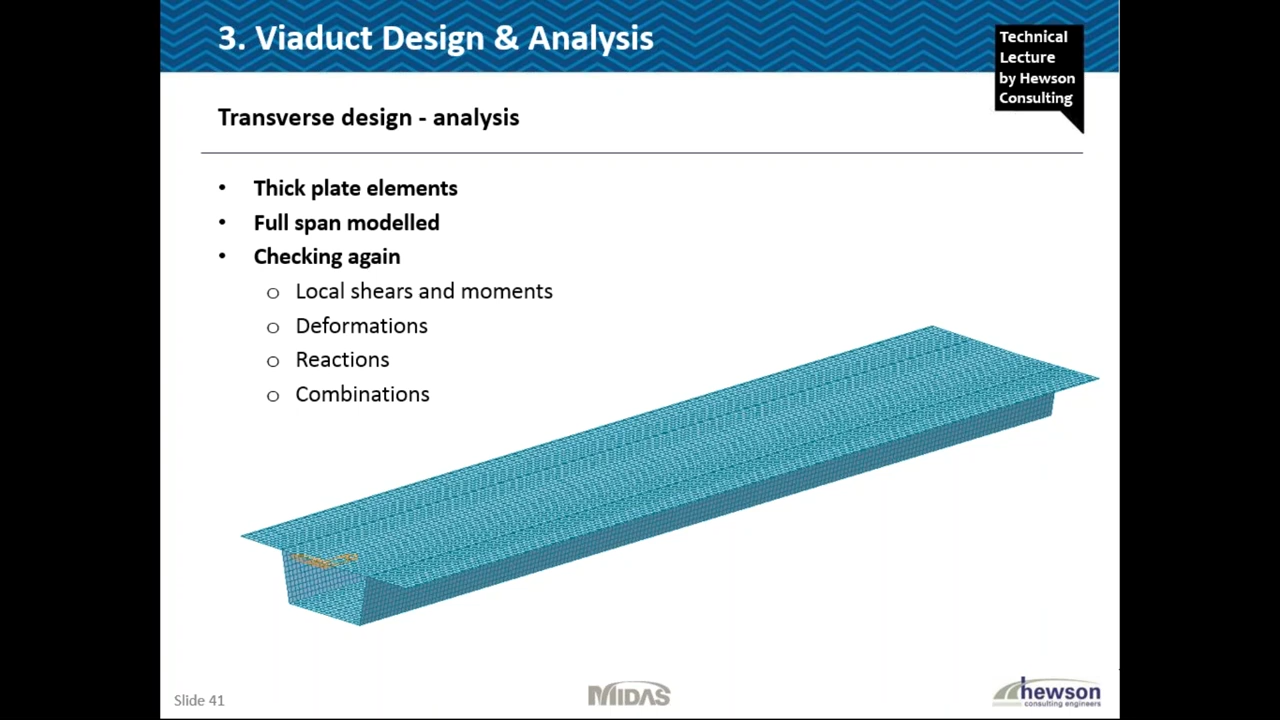 3. Viaduct Design & Analysis
Technical
Lecture
by Hewson
Consulting
Transverse design - analysis
• Thick plate elements
• Full span modelled
• Checking again
o Local shears and moments
o Deformations
o Reactions
o Combinations
Slide 41
MIDAS
hewson
consulting engineers